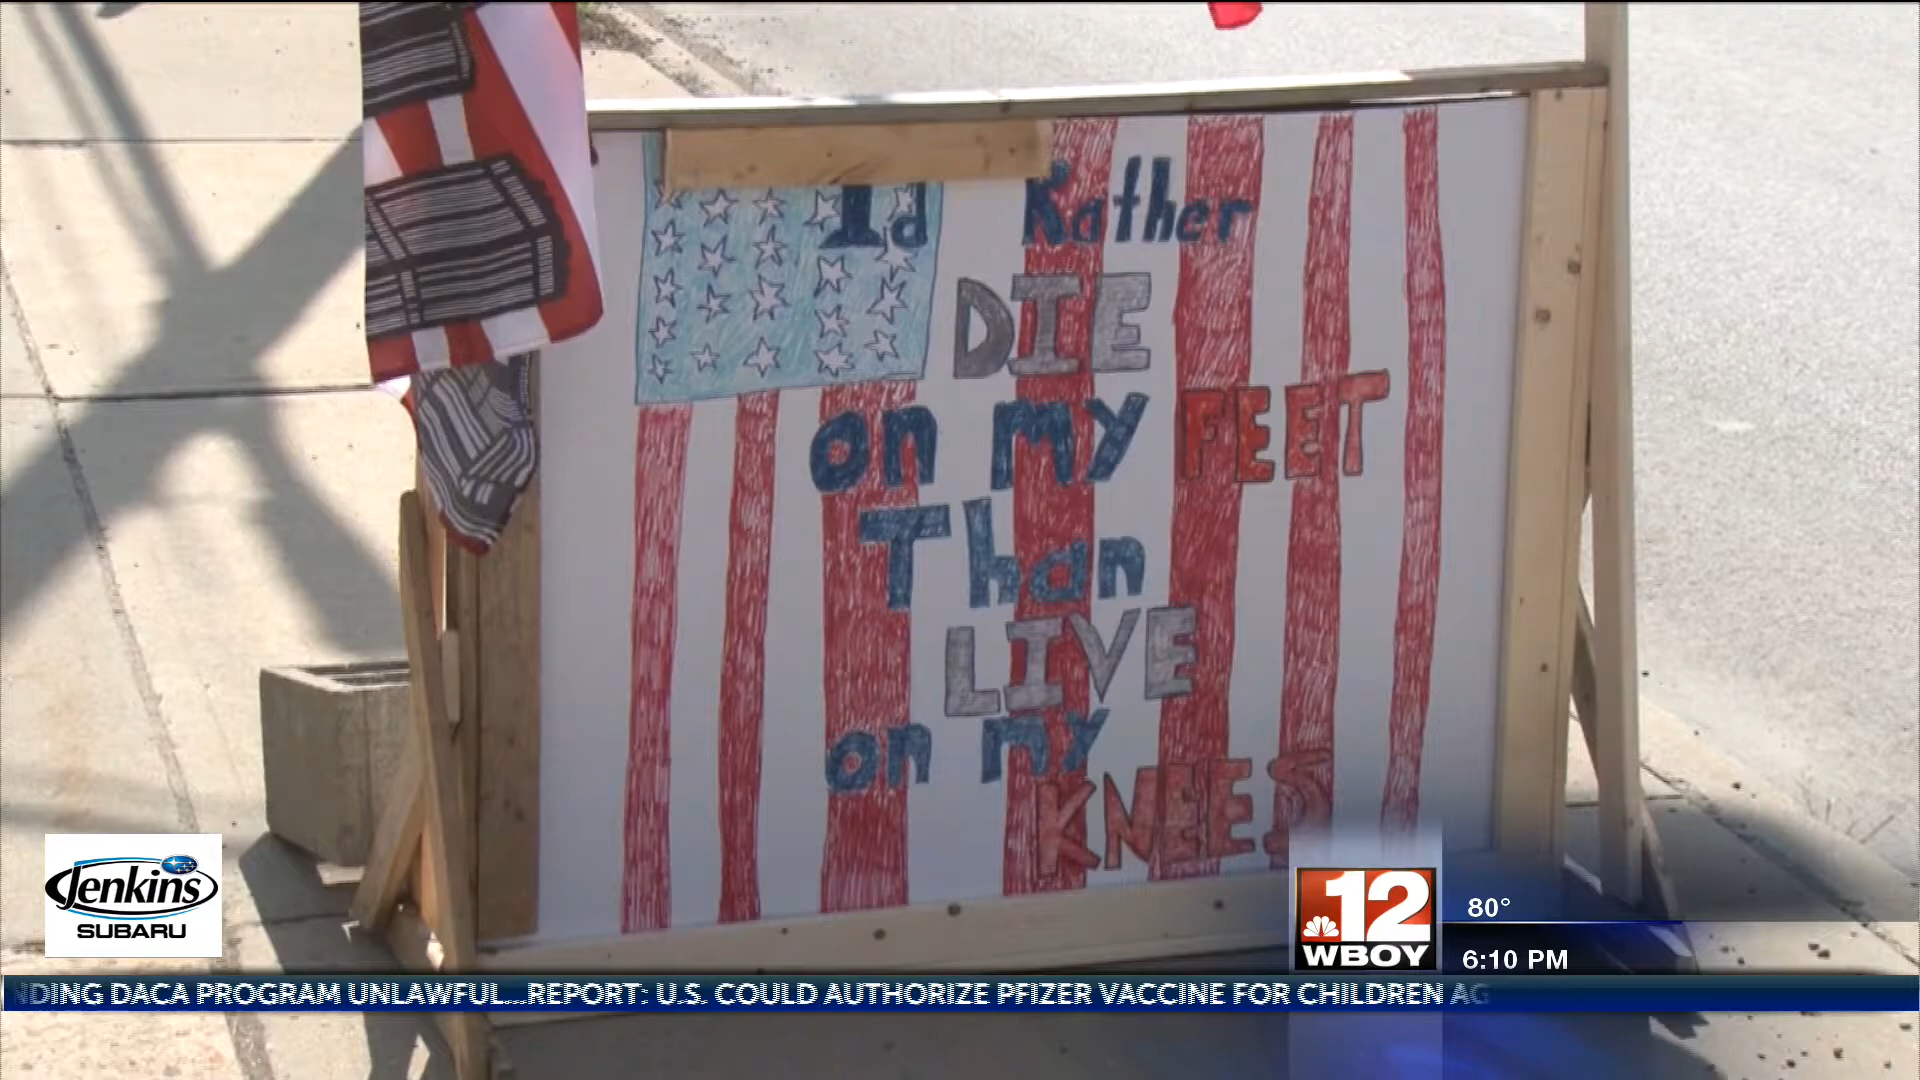 Id Rather
DIE
on my FEET
Than
LIVE
on my
KNEES
Jenkins
SUBARU
12
WBOY
80°
6:10 PM
NDING DACA PROGRAM UNLAWFUL...REPORT: U.S. COULD AUTHORIZE PFIZER VACCINE FOR CHILDREN AG